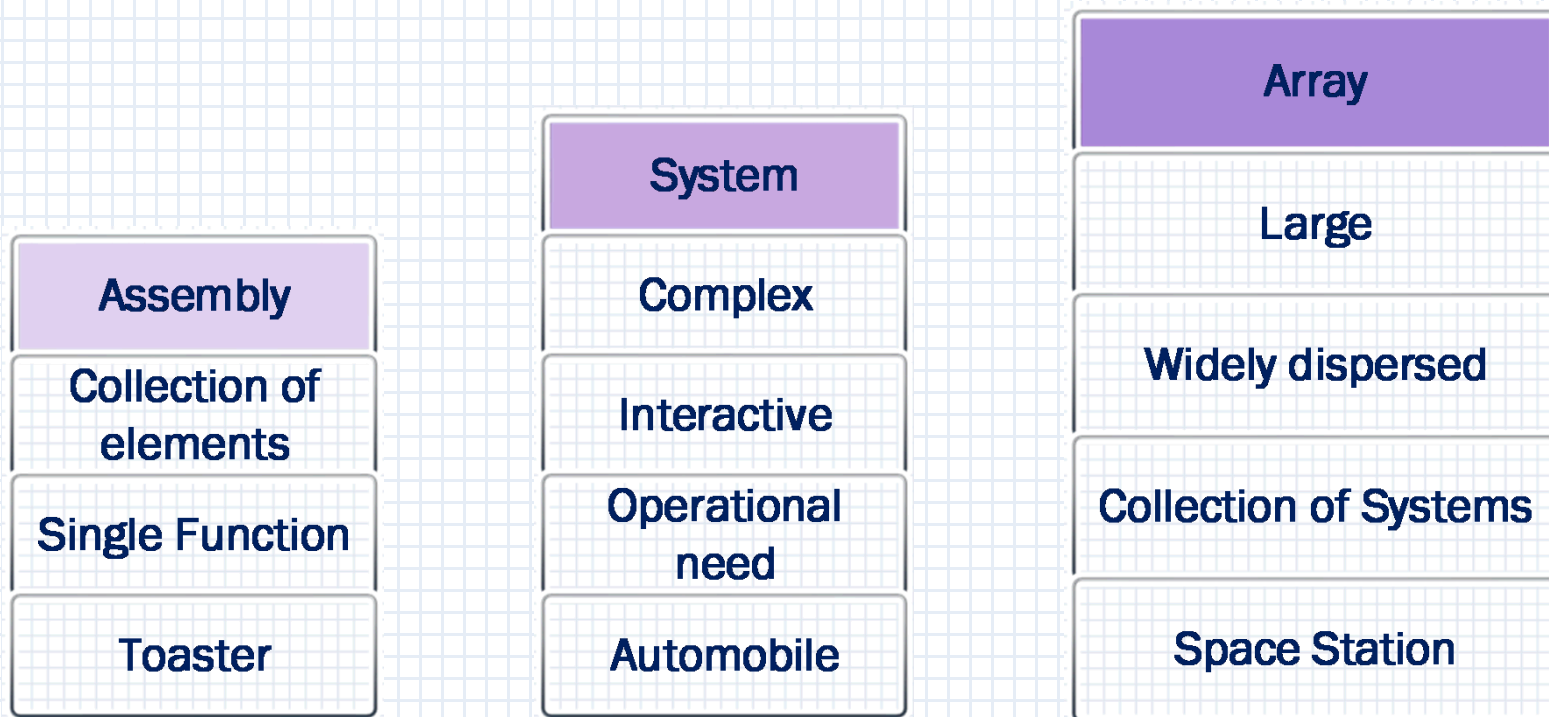 Assembly
Collection of
elements
Single Function
Toaster
System
Complex
Interactive
Operational
need
Automobile
Array
Large
Widely dispersed
Collection of Systems
Space Station